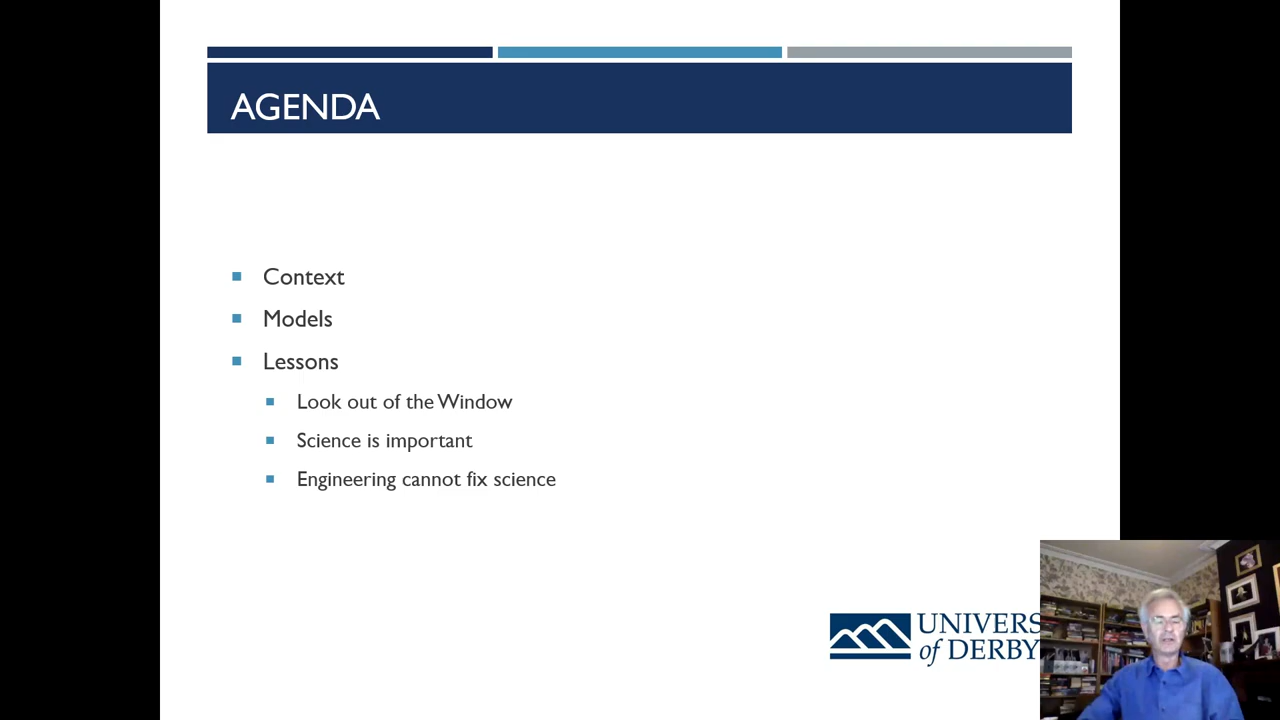 AGENDA
Context
Models
Lessons
Look out of the Window
Science is important
Engineering cannot fix science
UNIVERS
of DERBY